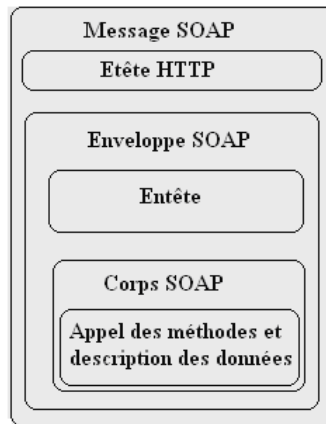 Message SOAP
Etête HTTP
Enveloppe SOAP
Entête
Corps SOAP
Appel des méthodes et
description des données